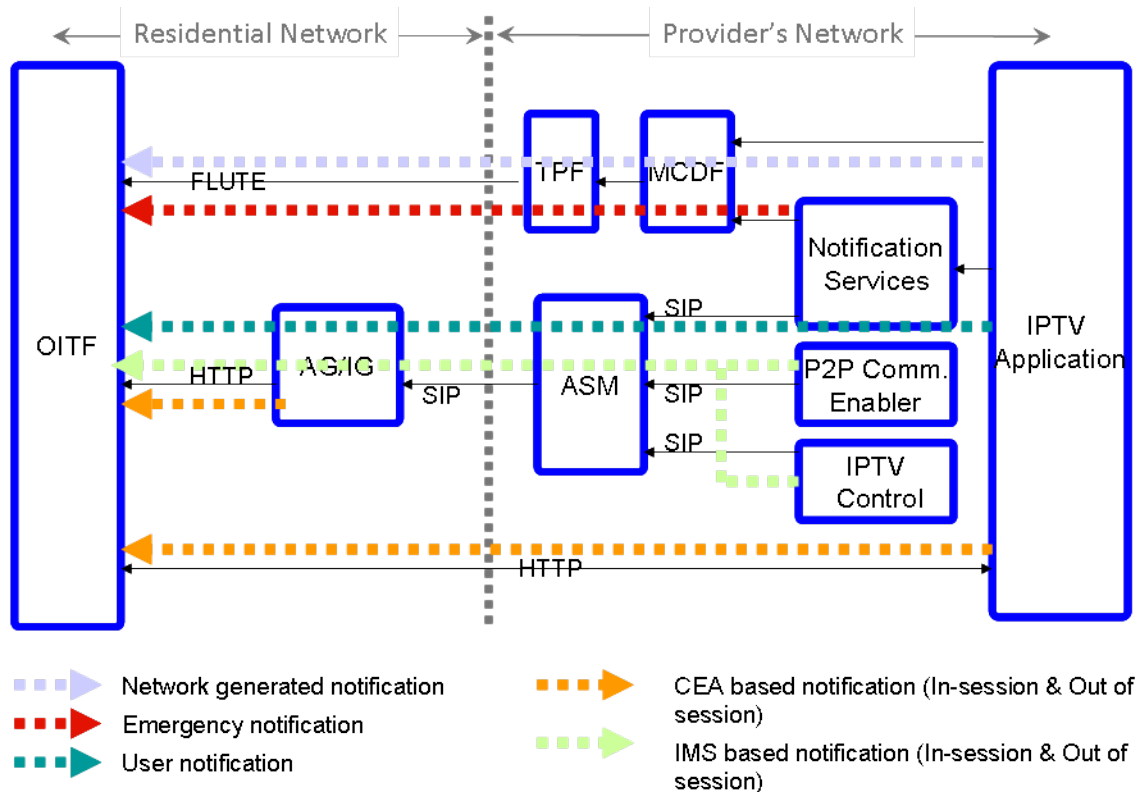 Residential Network
Provider's Network
TPF
MCDF
FLUTE
Notification
Services
SIP
OITF
AG/IG
ASM
IPTV
Application
HTTP
SIP
SIP
P2P Comm.
Enabler
SIP
IPTV
Control
HTTP
Network generated notification
Emergency notification
User notification
CEA based notification (In-session & Out of
session)
IMS based notification (In-session & Out of
session)